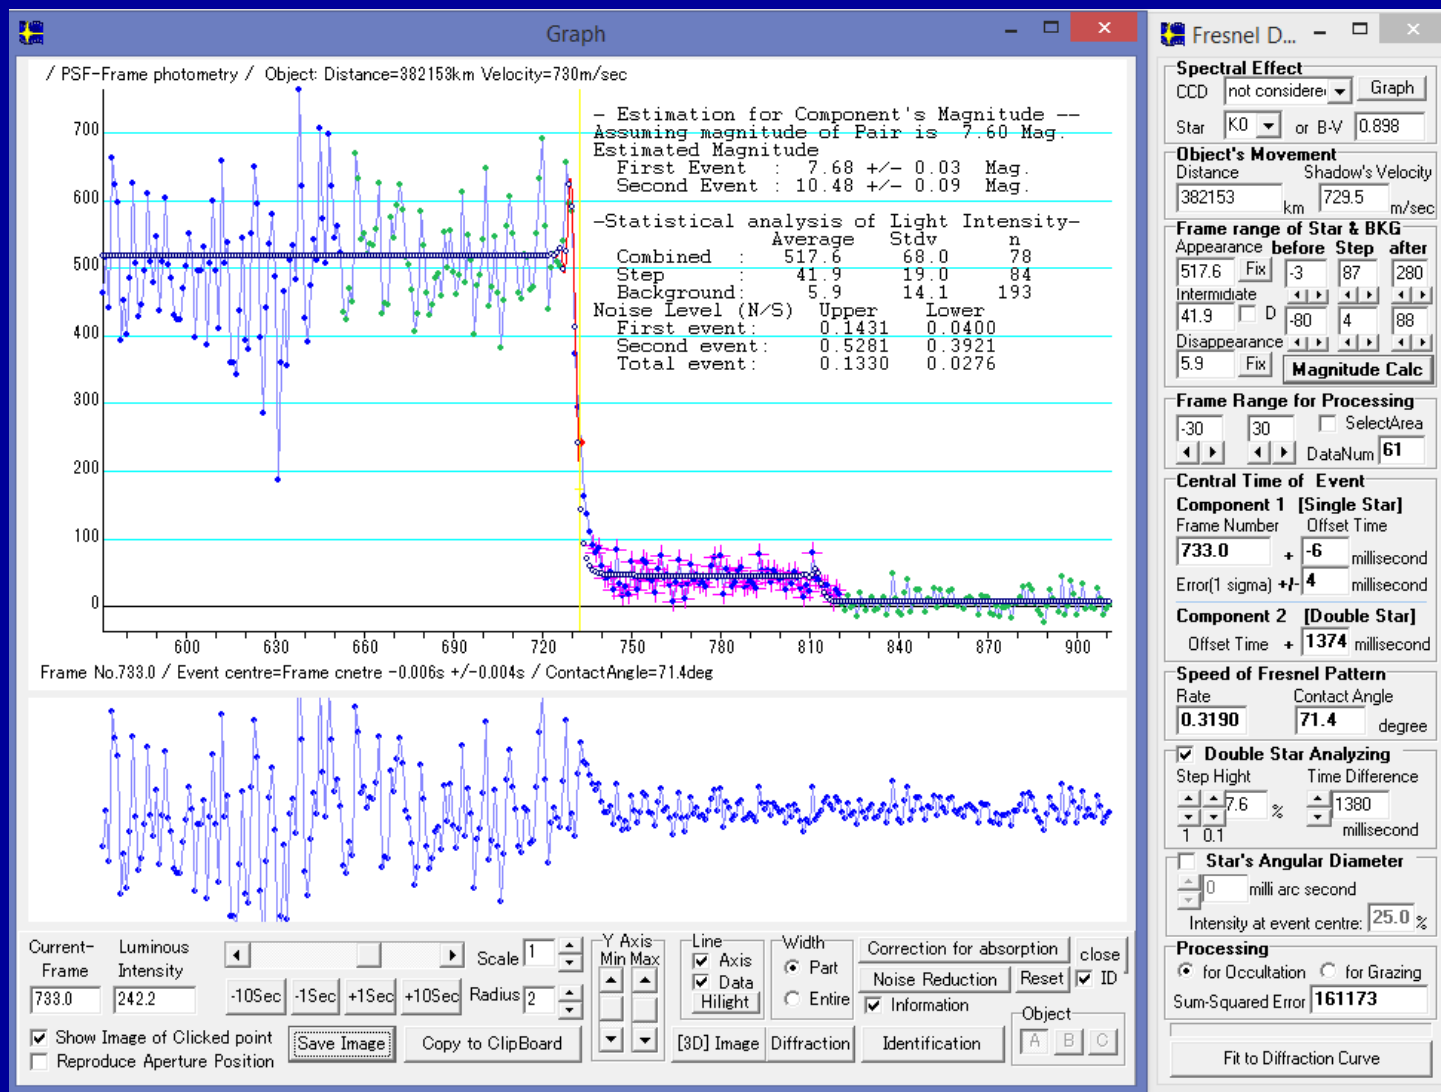 Graph
/ PSF-Frame photometry / Object: Distance=382153km Velocity=730m/sec
- Estimation for Component's Magnitude --
Assuming magnitude of Pair is 7.60 Mag.
Estimated Magnitude
First Event : 7.68 +/- 0.03 Mag.
Second Event : 10.48 +/- 0.09 Mag.
-Statistical analysis of Light Intensity-
Average Stdv n
Combined : 517.6 68.0 78
Step : 41.9 19.0 84
Background: 5.9 14.1 193
Noise Level (N/S) Upper Lower
First event: 0.1431 0.0400
Second event: 0.5281 0.3921
Total event: 0.1330 0.0276
700
600
500
400
300
200
100
0
600 630 660 690 720 750 780 810 840 870 900
Frame No.733.0 / Event centre=Frame cnetre -0.006s +/-0.004s / ContactAngle=71.4deg
Current-Frame
733.0
Luminous Intensity
242.2
Scale 1
-10Sec -1Sec +1Sec +10Sec Radius 2
Show Image of Clicked point
Reproduce Aperture Position
Save Image
Copy to ClipBoard
Y Axis
Min Max
Line
Axis
Data
Hilight
Width
Part
Entire
[3D] Image
Diffraction
Correction for absorption
close
Noise Reduction
Reset
ID
Information
Identification
Object
A B C
Fresnel D...
Spectral Effect
CCD not considere Graph
Star K0 or B-V 0.898
Object's Movement
Distance Shadow's Velocity
382153 km 729.5 m/sec
Frame range of Star & BKG
Appearance before Step after
517.6 Fix -3 87 280
Intermidiate
41.9 D -80 4 88
Disappearance
5.9 Fix Magnitude Calc
Frame Range for Processing
-30 30 SelectArea
DataNum 61
Central Time of Event
Component 1 [Single Star]
Frame Number Offset Time
733.0 + -6 millisecond
Error(1 sigma) +/- 4 millisecond
Component 2 [Double Star]
Offset Time + 1374 millisecond
Speed of Fresnel Pattern
Rate Contact Angle
0.3190 71.4 degree
Double Star Analyzing
Step Hight Time Difference
7.6 % 1380
1 0.1 millisecond
Star's Angular Diameter
0 milli arc second
Intensity at event centre: 25.0 %
Processing
for Occultation for Grazing
Sum-Squared Error 161173
Fit to Diffraction Curve